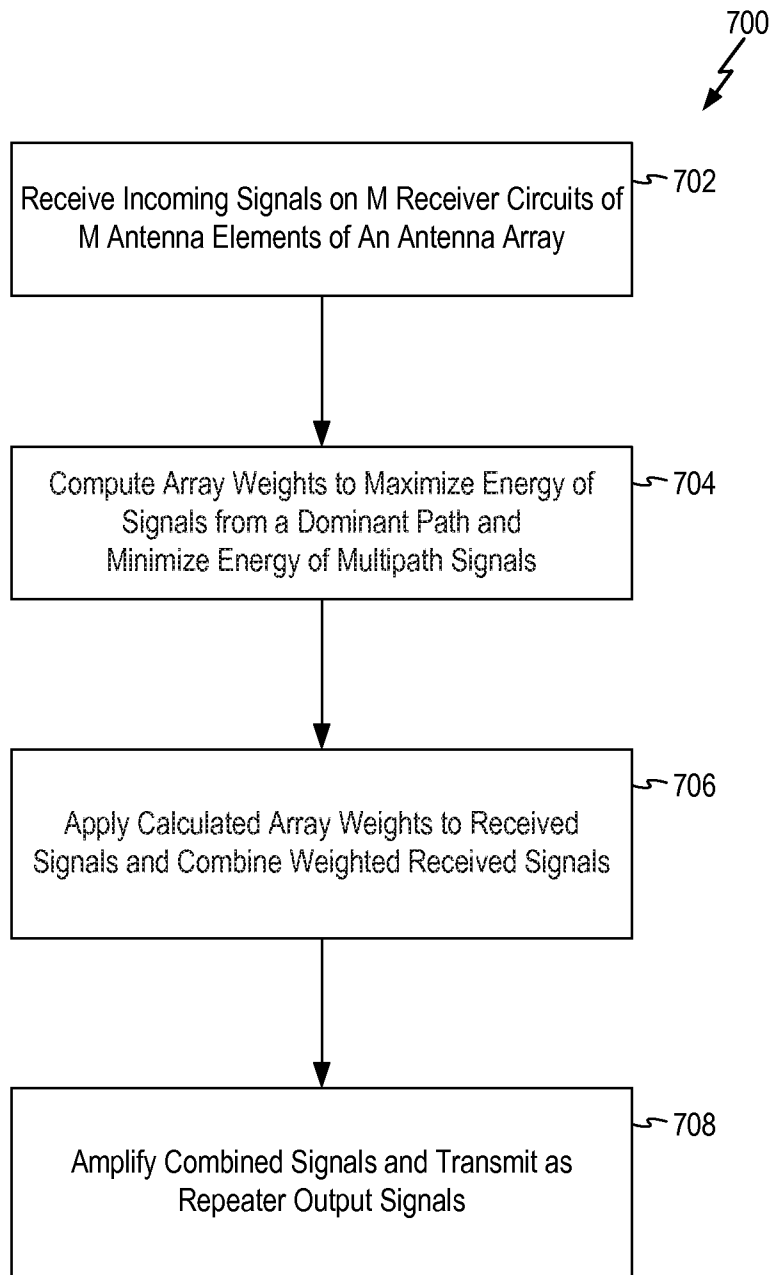 700
Receive Incoming Signals on M Receiver Circuits of
M Antenna Elements of An Antenna Array
702
Compute Array Weights to Maximize Energy of
Signals from a Dominant Path and
Minimize Energy of Multipath Signals
704
Apply Calculated Array Weights to Received
Signals and Combine Weighted Received Signals
706
Amplify Combined Signals and Transmit as
Repeater Output Signals
708